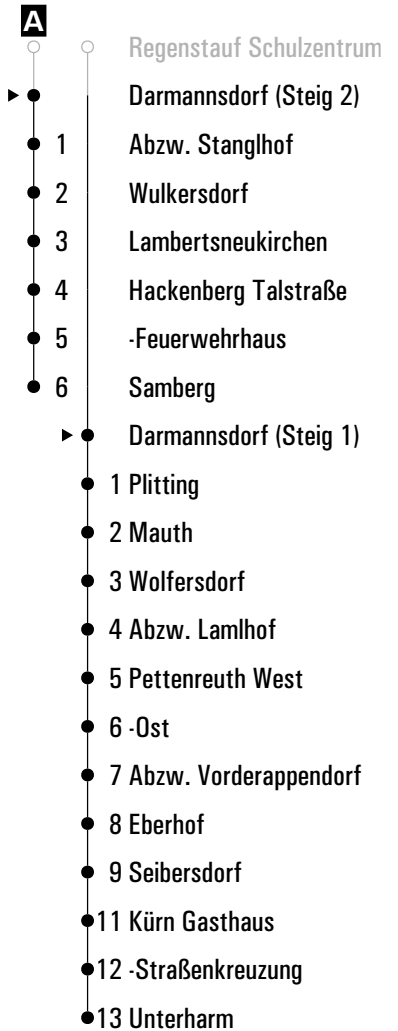 A
Regenstauf Schulzentrum
Darmannsdorf (Steig 2)
1 Abzw. Stanglhof
2 Wulkersdorf
3 Lambertsneukirchen
4 Hackenberg Talstraße
5 -Feuerwehrhaus
6 Samberg
Darmannsdorf (Steig 1)
1 Plitting
2 Mauth
3 Wolfersdorf
4 Abzw. Lamlhof
5 Pettenreuth West
6 -Ost
7 Abzw. Vorderappendorf
8 Eberhof
9 Seibersdorf
11 Kürn Gasthaus
12 -Straßenkreuzung
13 Unterharm